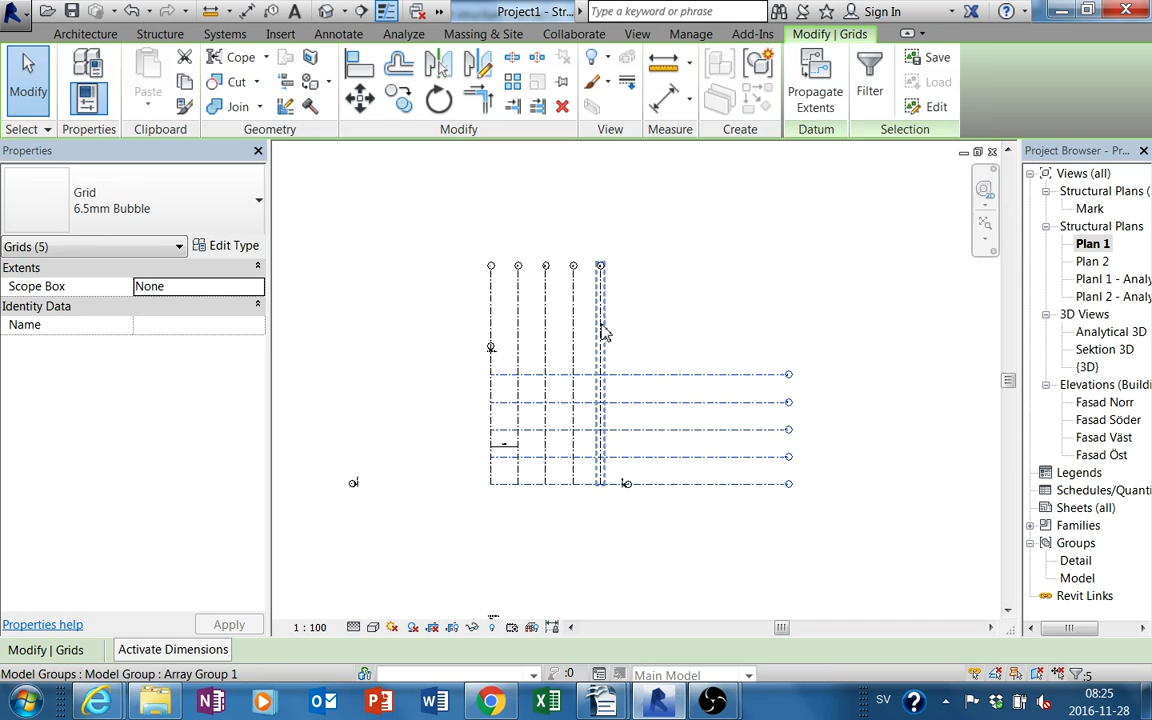 Project1 - Str...
Type a keyword or phrase
Sign In
Architecture
Structure
Systems
Insert
Annotate
Analyze
Massing & Site
Collaborate
View
Manage
Add-Ins
Modify | Grids
Modify
Select
Properties
Paste
Clipboard
Cope
Cut
Join
Geometry
Modify
View
Measure
Create
Propagate
Extents
Datum
Filter
Save
Load
Edit
Selection
Properties
Grid
6.5mm Bubble
Grids (5)
Edit Type
Extents
Scope Box
None
Identity Data
Name
Properties help
Apply
1 : 100
Project Browser - Pr...
Views (all)
Structural Plans (
Mark
Structural Plans
Plan 1
Plan 2
Planl 1 - Analy
Planl 2 - Analy
3D Views
Analytical 3D
Sektion 3D
{3D}
Elevations (Buildi
Fasad Norr
Fasad Söder
Fasad Väst
Fasad Öst
Legends
Schedules/Quanti
Sheets (all)
Families
Groups
Detail
Model
Revit Links
Modify | Grids
Activate Dimensions
Model Groups : Model Group : Array Group 1
:0
Main Model
:5
SV
08:25
2016-11-28